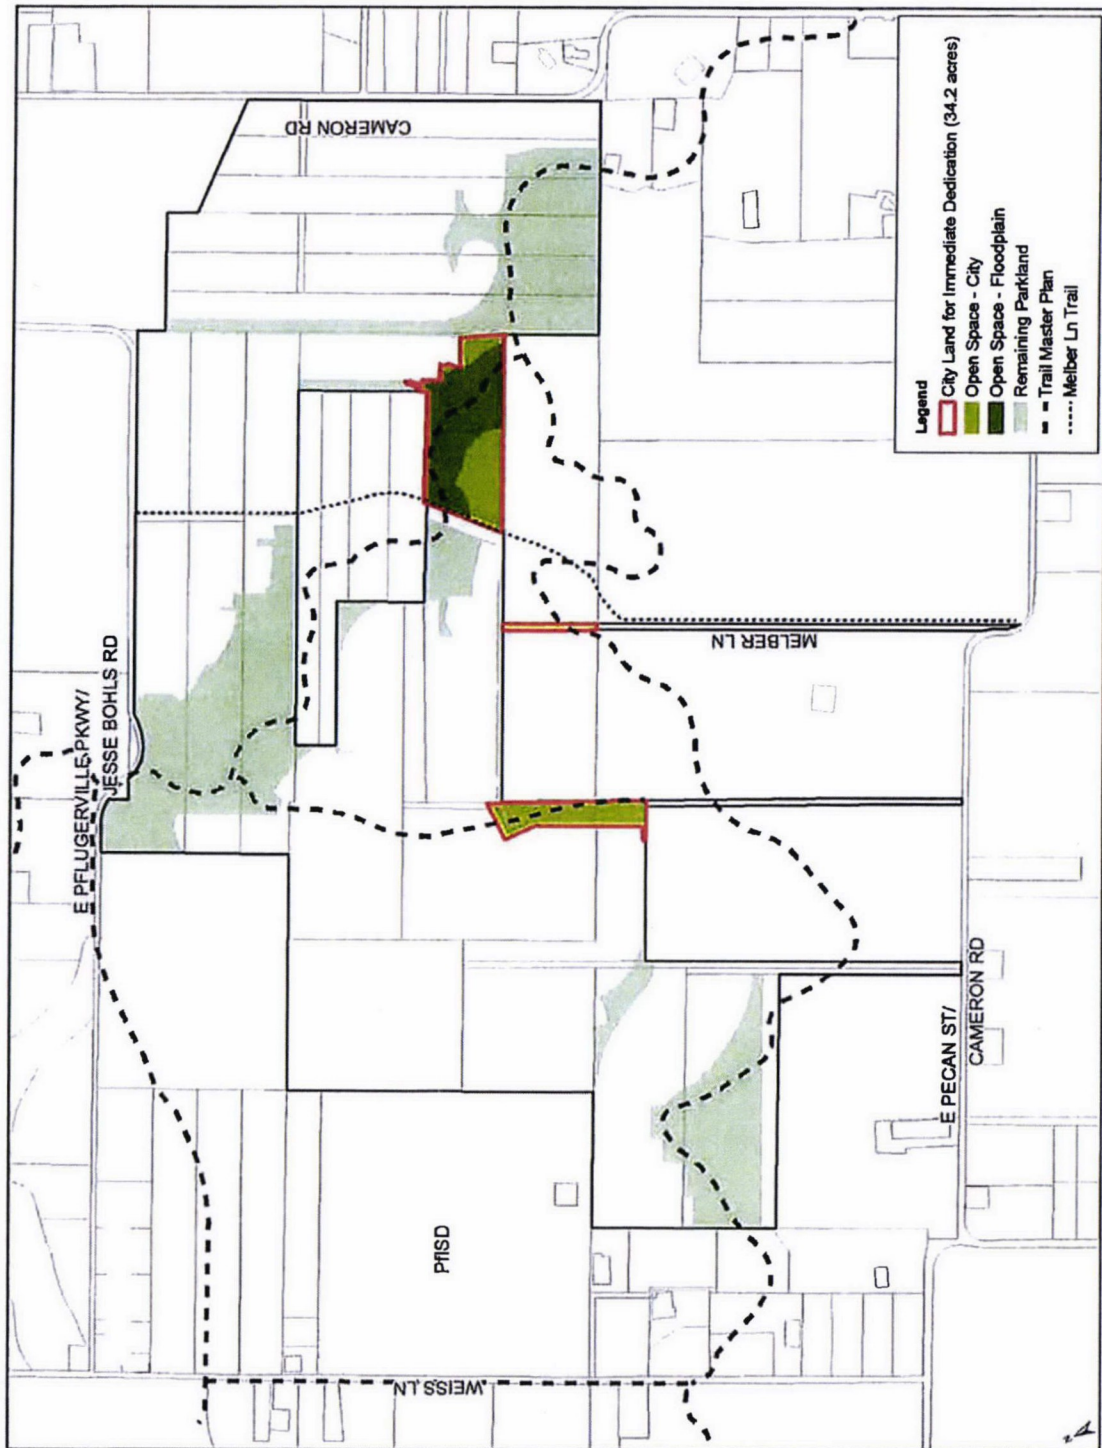 CAMERON RD
E PFLUGERVILLE PKWY/
JESSE BOHLS RD
MELBER LN
E PECAN ST/
CAMERON RD
PfISD
WEISS LN
Legend
City Land for Immediate Dedication (34.2 acres)
Open Space - City
Open Space - Floodplain
Remaining Parkland
Trail Master Plan
Melber Ln Trail
N